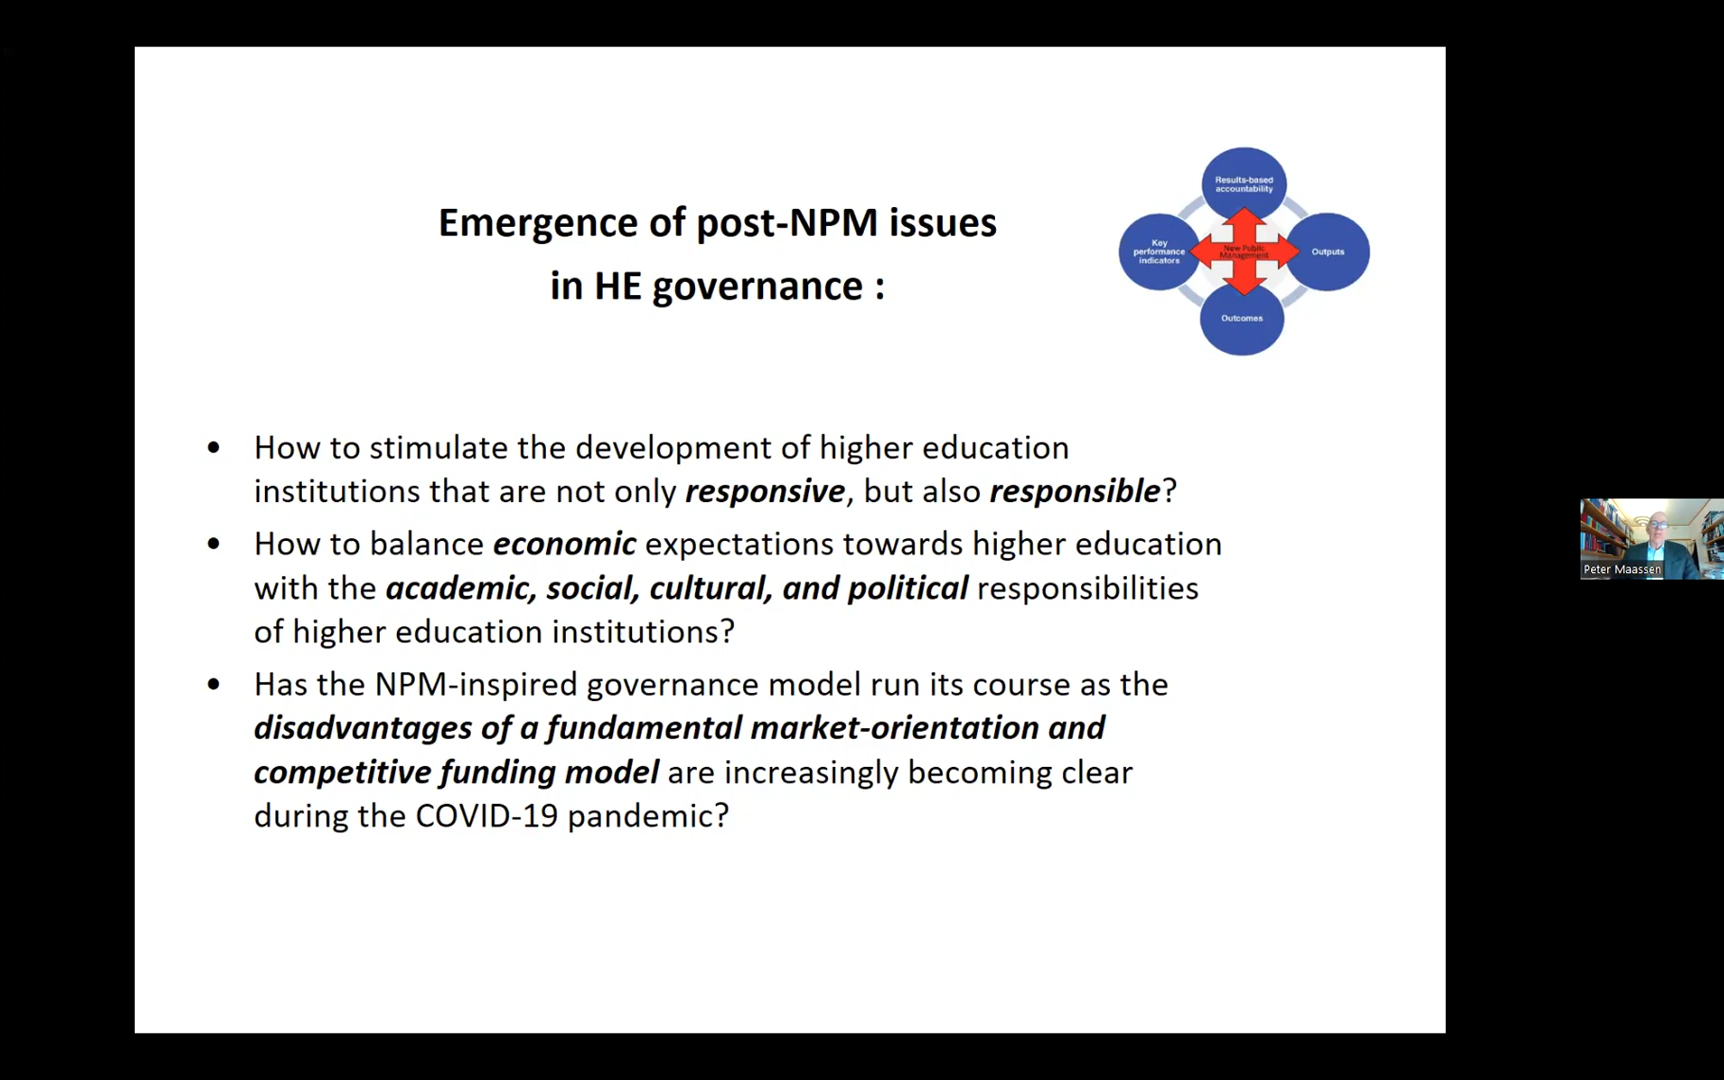 Emergence of post-NPM issues
in HE governance :
Results-based
accountability
Key
performance
indicators
New Public
Management
Outputs
Outcomes
• How to stimulate the development of higher education
institutions that are not only responsive, but also responsible?
• How to balance economic expectations towards higher education
with the academic, social, cultural, and political responsibilities
of higher education institutions?
• Has the NPM-inspired governance model run its course as the
disadvantages of a fundamental market-orientation and
competitive funding model are increasingly becoming clear
during the COVID-19 pandemic?
Peter Maassen